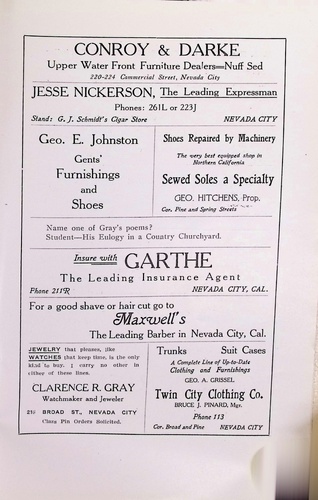 CONROY & DARKE
Upper Water Front Furniture Dealers=Nuff Sed
220-224 Commercial Street, Nevada City
JESSE NICKERSON, The Leading Expressman
Phones: 261L or 223J
Stand: G. J. Schmidt's Cigar Store NEVADA CITY
Geo. E. Johnston
Gents'
Furnishings
and
Shoes
Shoes Repaired by Machinery
The very best equipped shop in
Northern California
Sewed Soles a Specialty
GEO. HITCHENS, Prop.
Cor. Pine and Spring Streets
Name one of Gray's poems?
Student—His Eulogy in a Country Churchyard.
Insure with GARTHE
The Leading Insurance Agent
Phone 211R NEVADA CITY, CAL.
For a good shave or hair cut go to
Maxwell's
The Leading Barber in Nevada City, Cal.
JEWELRY that pleases, like
WATCHES that keep time, is the only
kind to buy. I carry no other in
either of these lines.
CLARENCE R. GRAY
Watchmaker and Jeweler
218 BROAD ST., NEVADA CITY
Class Pin Orders Solicited.
Trunks Suit Cases
A Complete Line of Up-to-Date
Clothing and Furnishings
GEO. A. GRISSEL
Twin City Clothing Co.
BRUCE J. PINARD, Mgr.
Phone 113
Cor. Broad and Pine NEVADA CITY